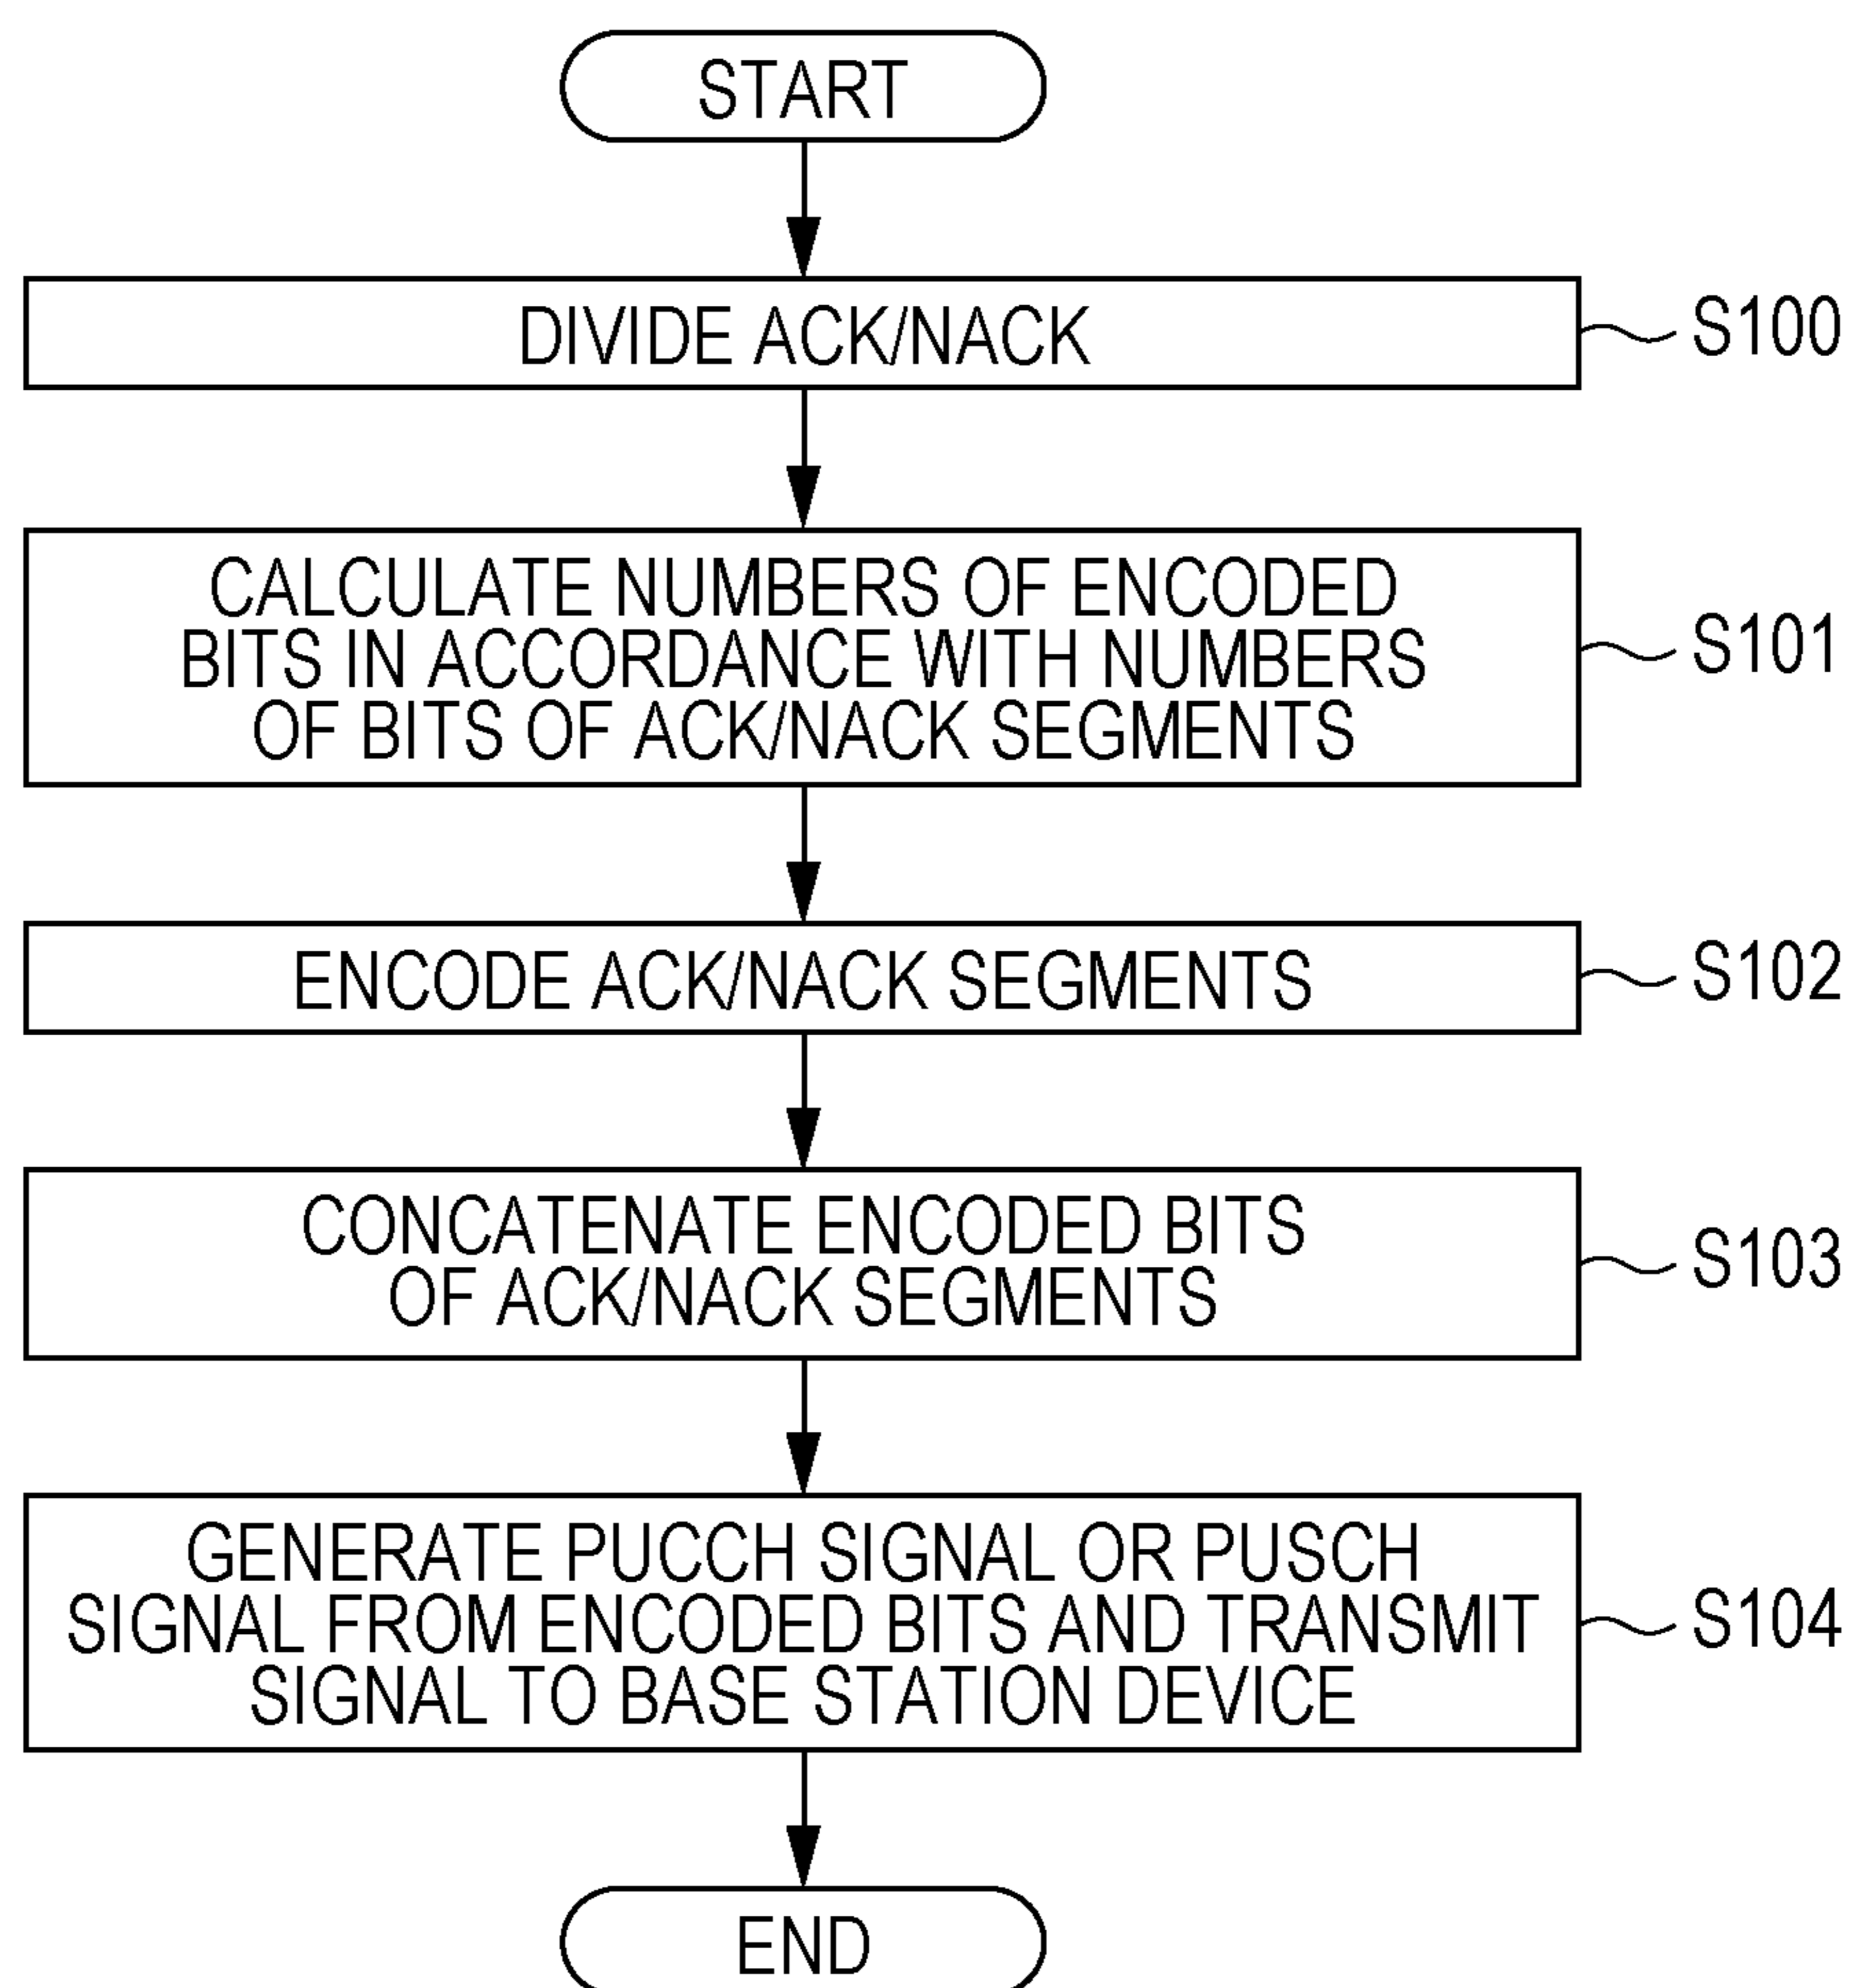 START
DIVIDE ACK/NACK
S100
CALCULATE NUMBERS OF ENCODED
BITS IN ACCORDANCE WITH NUMBERS
OF BITS OF ACK/NACK SEGMENTS
S101
ENCODE ACK/NACK SEGMENTS
S102
CONCATENATE ENCODED BITS
OF ACK/NACK SEGMENTS
S103
GENERATE PUCCH SIGNAL OR PUSCH
SIGNAL FROM ENCODED BITS AND TRANSMIT
SIGNAL TO BASE STATION DEVICE
S104
END